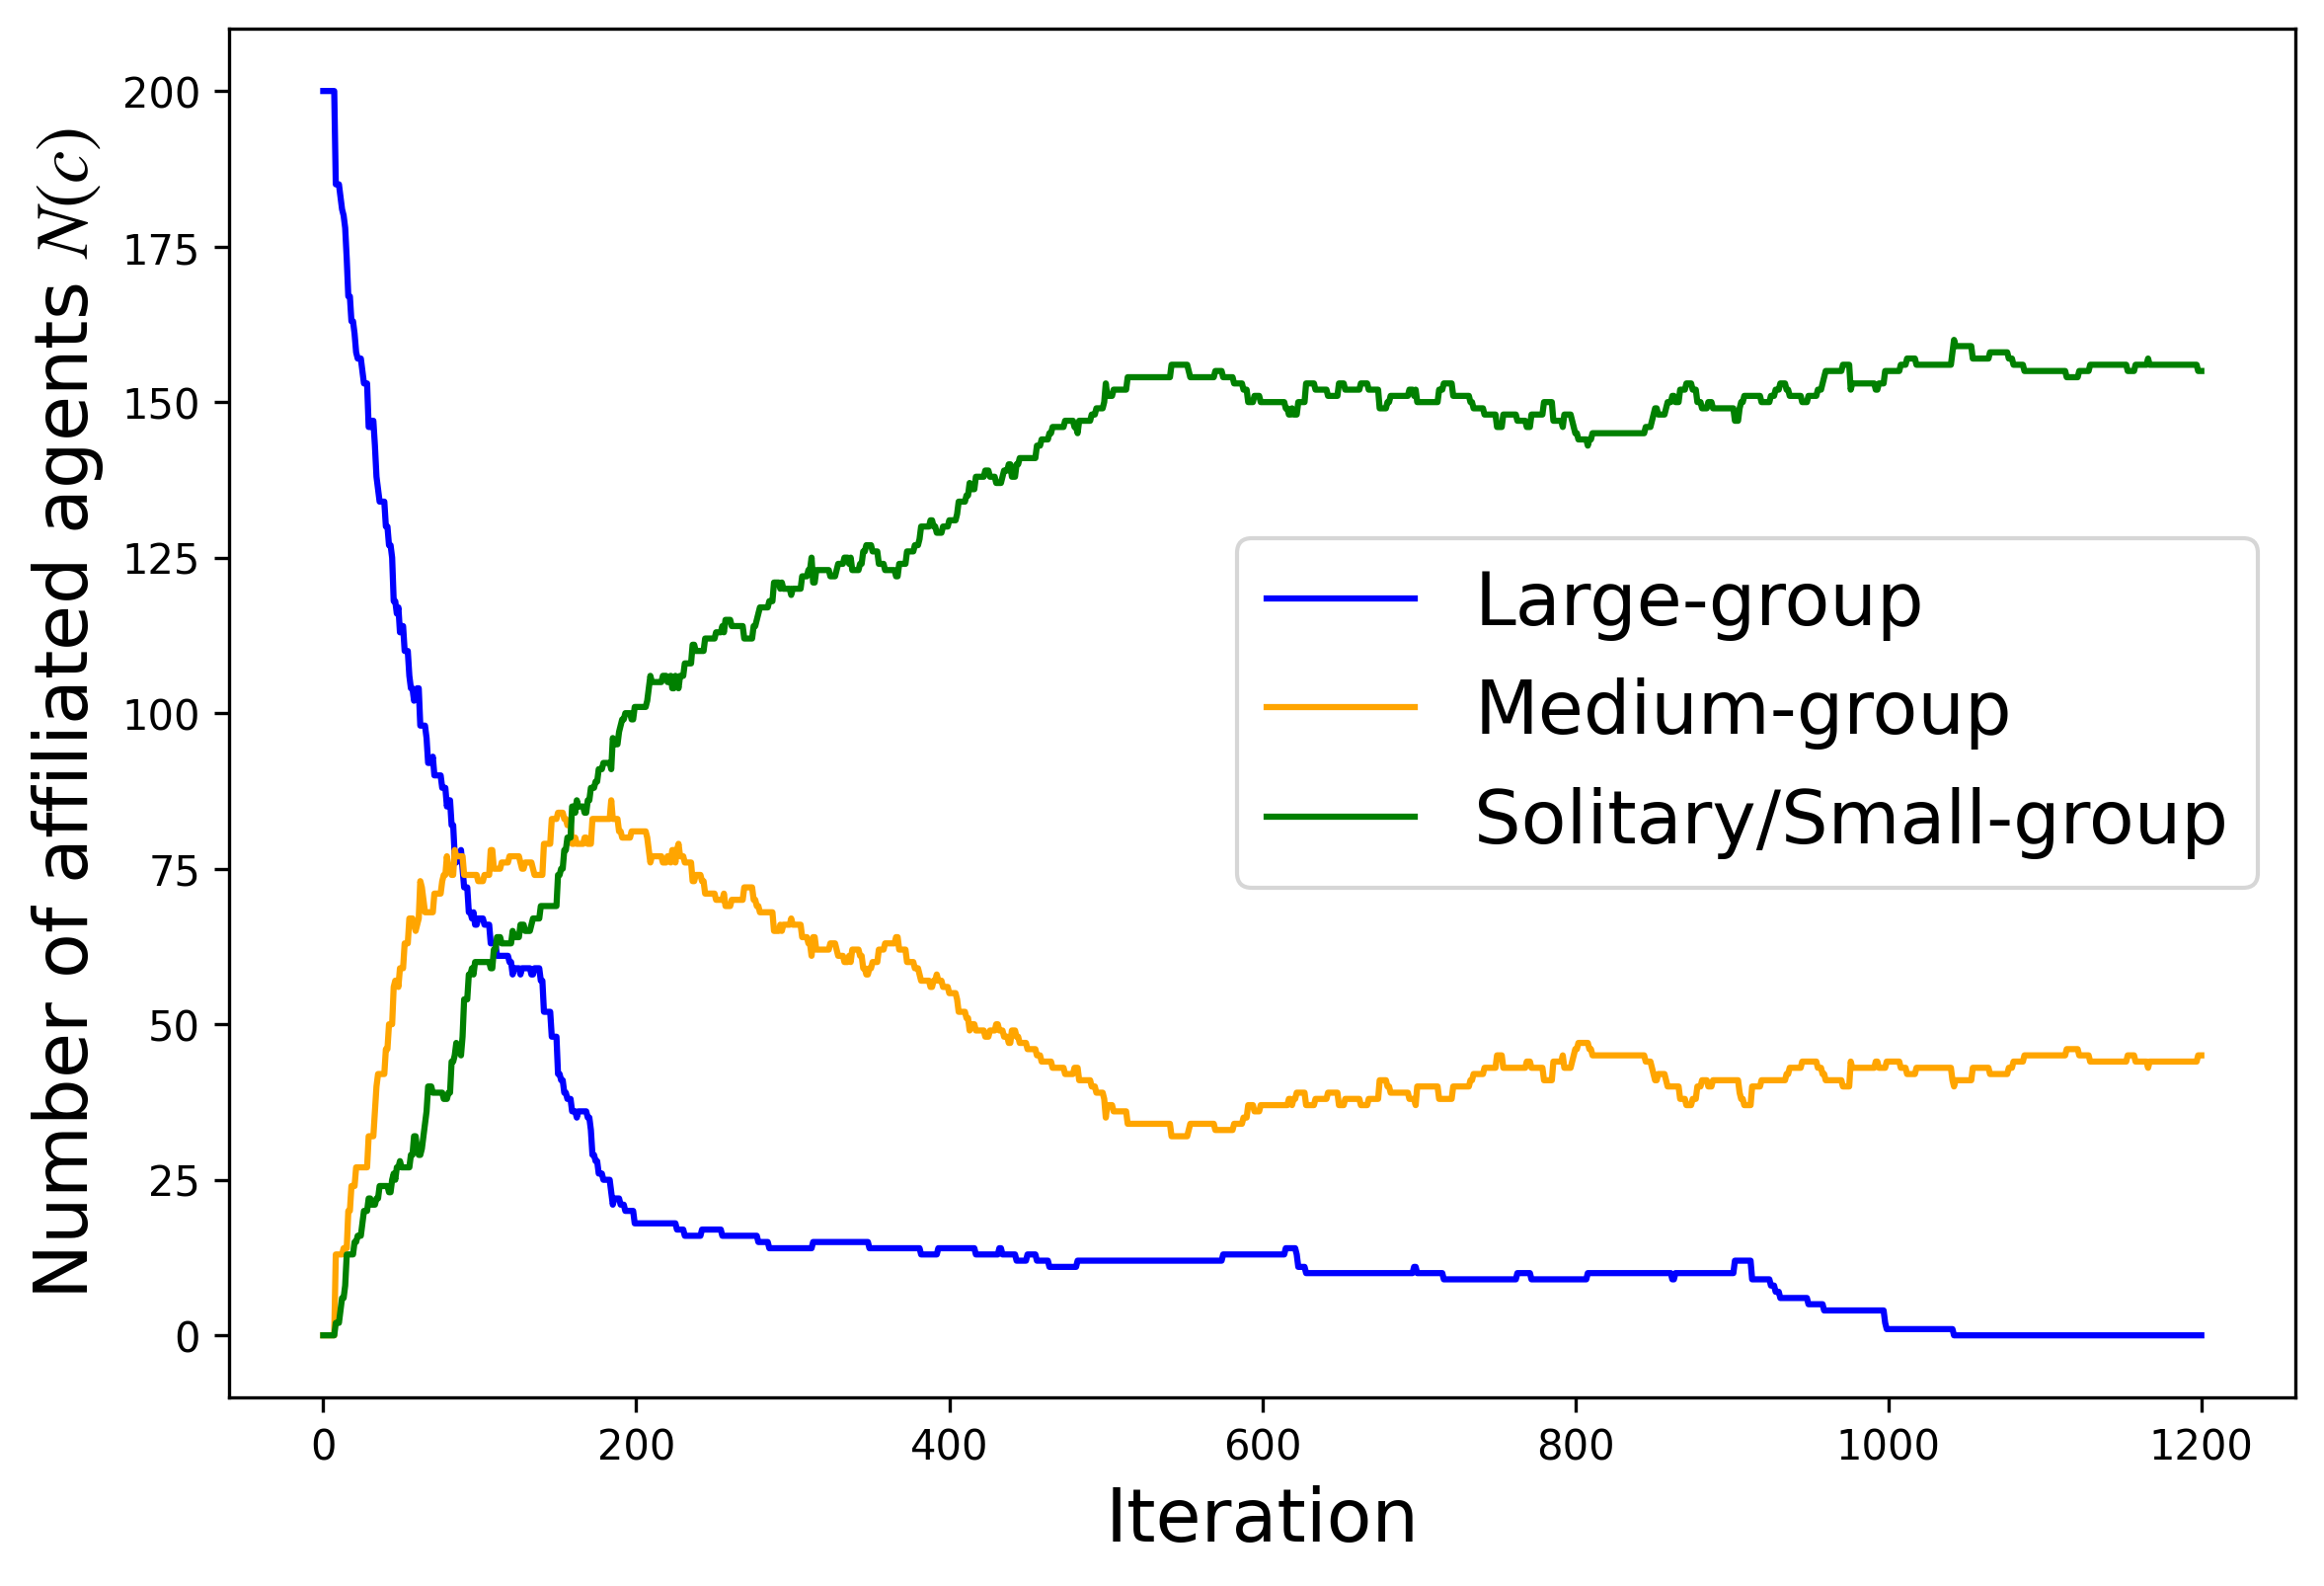 Number of affiliated agents N(c)
200
175
150
125
100
75
50
25
0
Large-group
Medium-group
Solitary/Small-group
0 200 400 600 800 1000 1200
Iteration